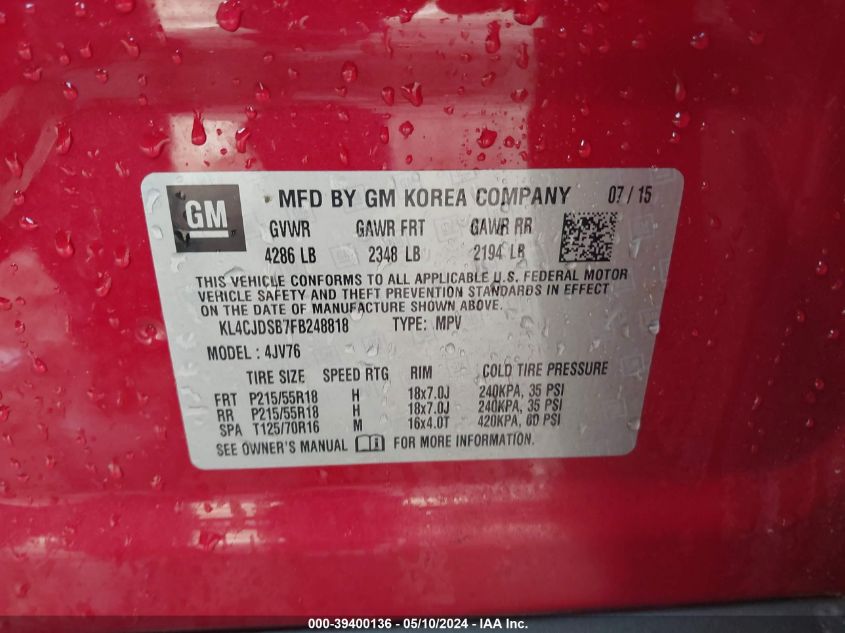 GM MFD BY GM KOREA COMPANY 07 / 15
GVWR GAWR FRT GAWR RR
4286 LB 2348 LB 2194 LB
THIS VEHICLE CONFORMS TO ALL APPLICABLE U.S. FEDERAL MOTOR
VEHICLE SAFETY AND THEFT PREVENTION STANDARDS IN EFFECT
ON THE DATE OF MANUFACTURE SHOWN ABOVE.
KL4CJDSB7FB248818 TYPE: MPV
MODEL : 4JV76
TIRE SIZE SPEED RTG RIM COLD TIRE PRESSURE
FRT P215/55R18 H 18x7.0J 240KPA, 35 PSI
RR P215/55R18 H 18x7.0J 240KPA, 35 PSI
SPA T125/70R16 M 16x4.0T 420KPA, 60 PSI
SEE OWNER'S MANUAL FOR MORE INFORMATION.
000-39400136 - 05/10/2024 - IAA Inc.